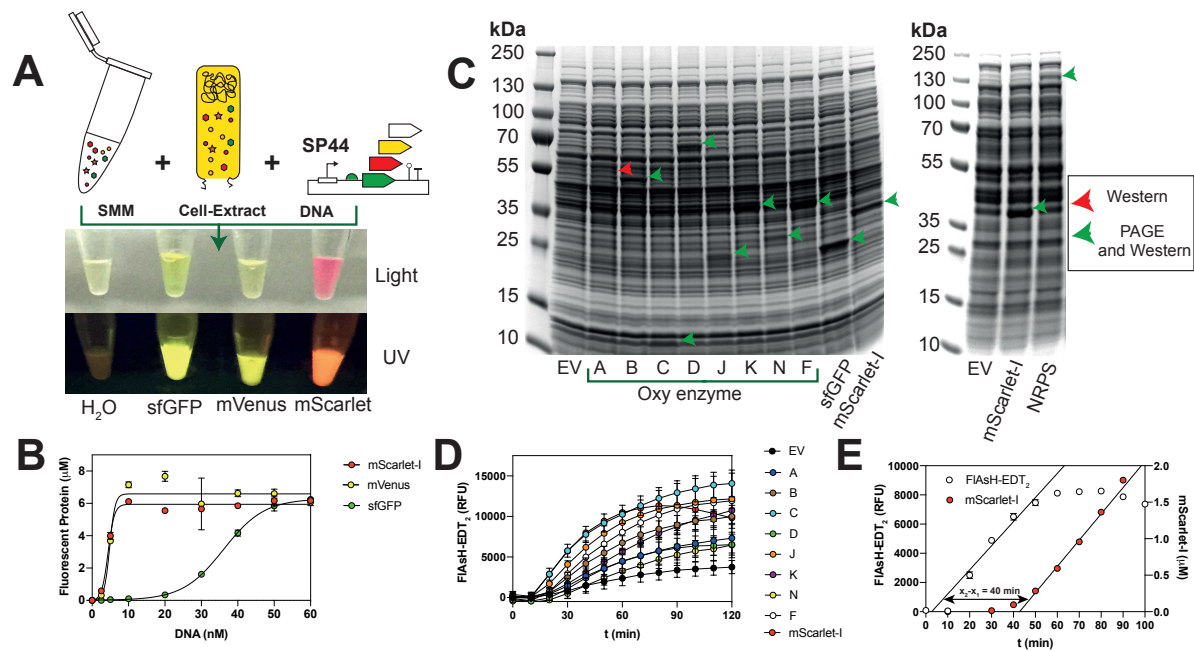 A
SP44
+
+
SMM
Cell-Extract
DNA
Light
UV
H2O
sfGFP
mVenus
mScarlet
C
kDa
250
130
100
70
55
35
25
15
10
EV
A
B
C
D
J
K
N
F
sfGFP
mScarlet-I
Oxy enzyme
kDa
250
130
100
70
55
35
25
15
10
EV
mScarlet-I
NRPS
Western
PAGE
and Western
B
Fluorescent Protein (μM)
8
6
4
2
0
0
10
20
30
40
50
60
DNA (nM)
mScarlet-I
mVenus
sfGFP
D
FlAsH-EDT2 (RFU)
15000
10000
5000
0
0
30
60
90
120
t (min)
EV
A
B
C
D
J
K
N
F
mScarlet-I
E
FlAsH-EDT2 (RFU)
10000
8000
6000
4000
2000
0
0
10
20
30
40
50
60
70
80
90
100
t (min)
FlAsH-EDT2
mScarlet-I
x2-x1 = 40 min
2.0
1.5
1.0
0.5
0.0
mScarlet-I (μM)